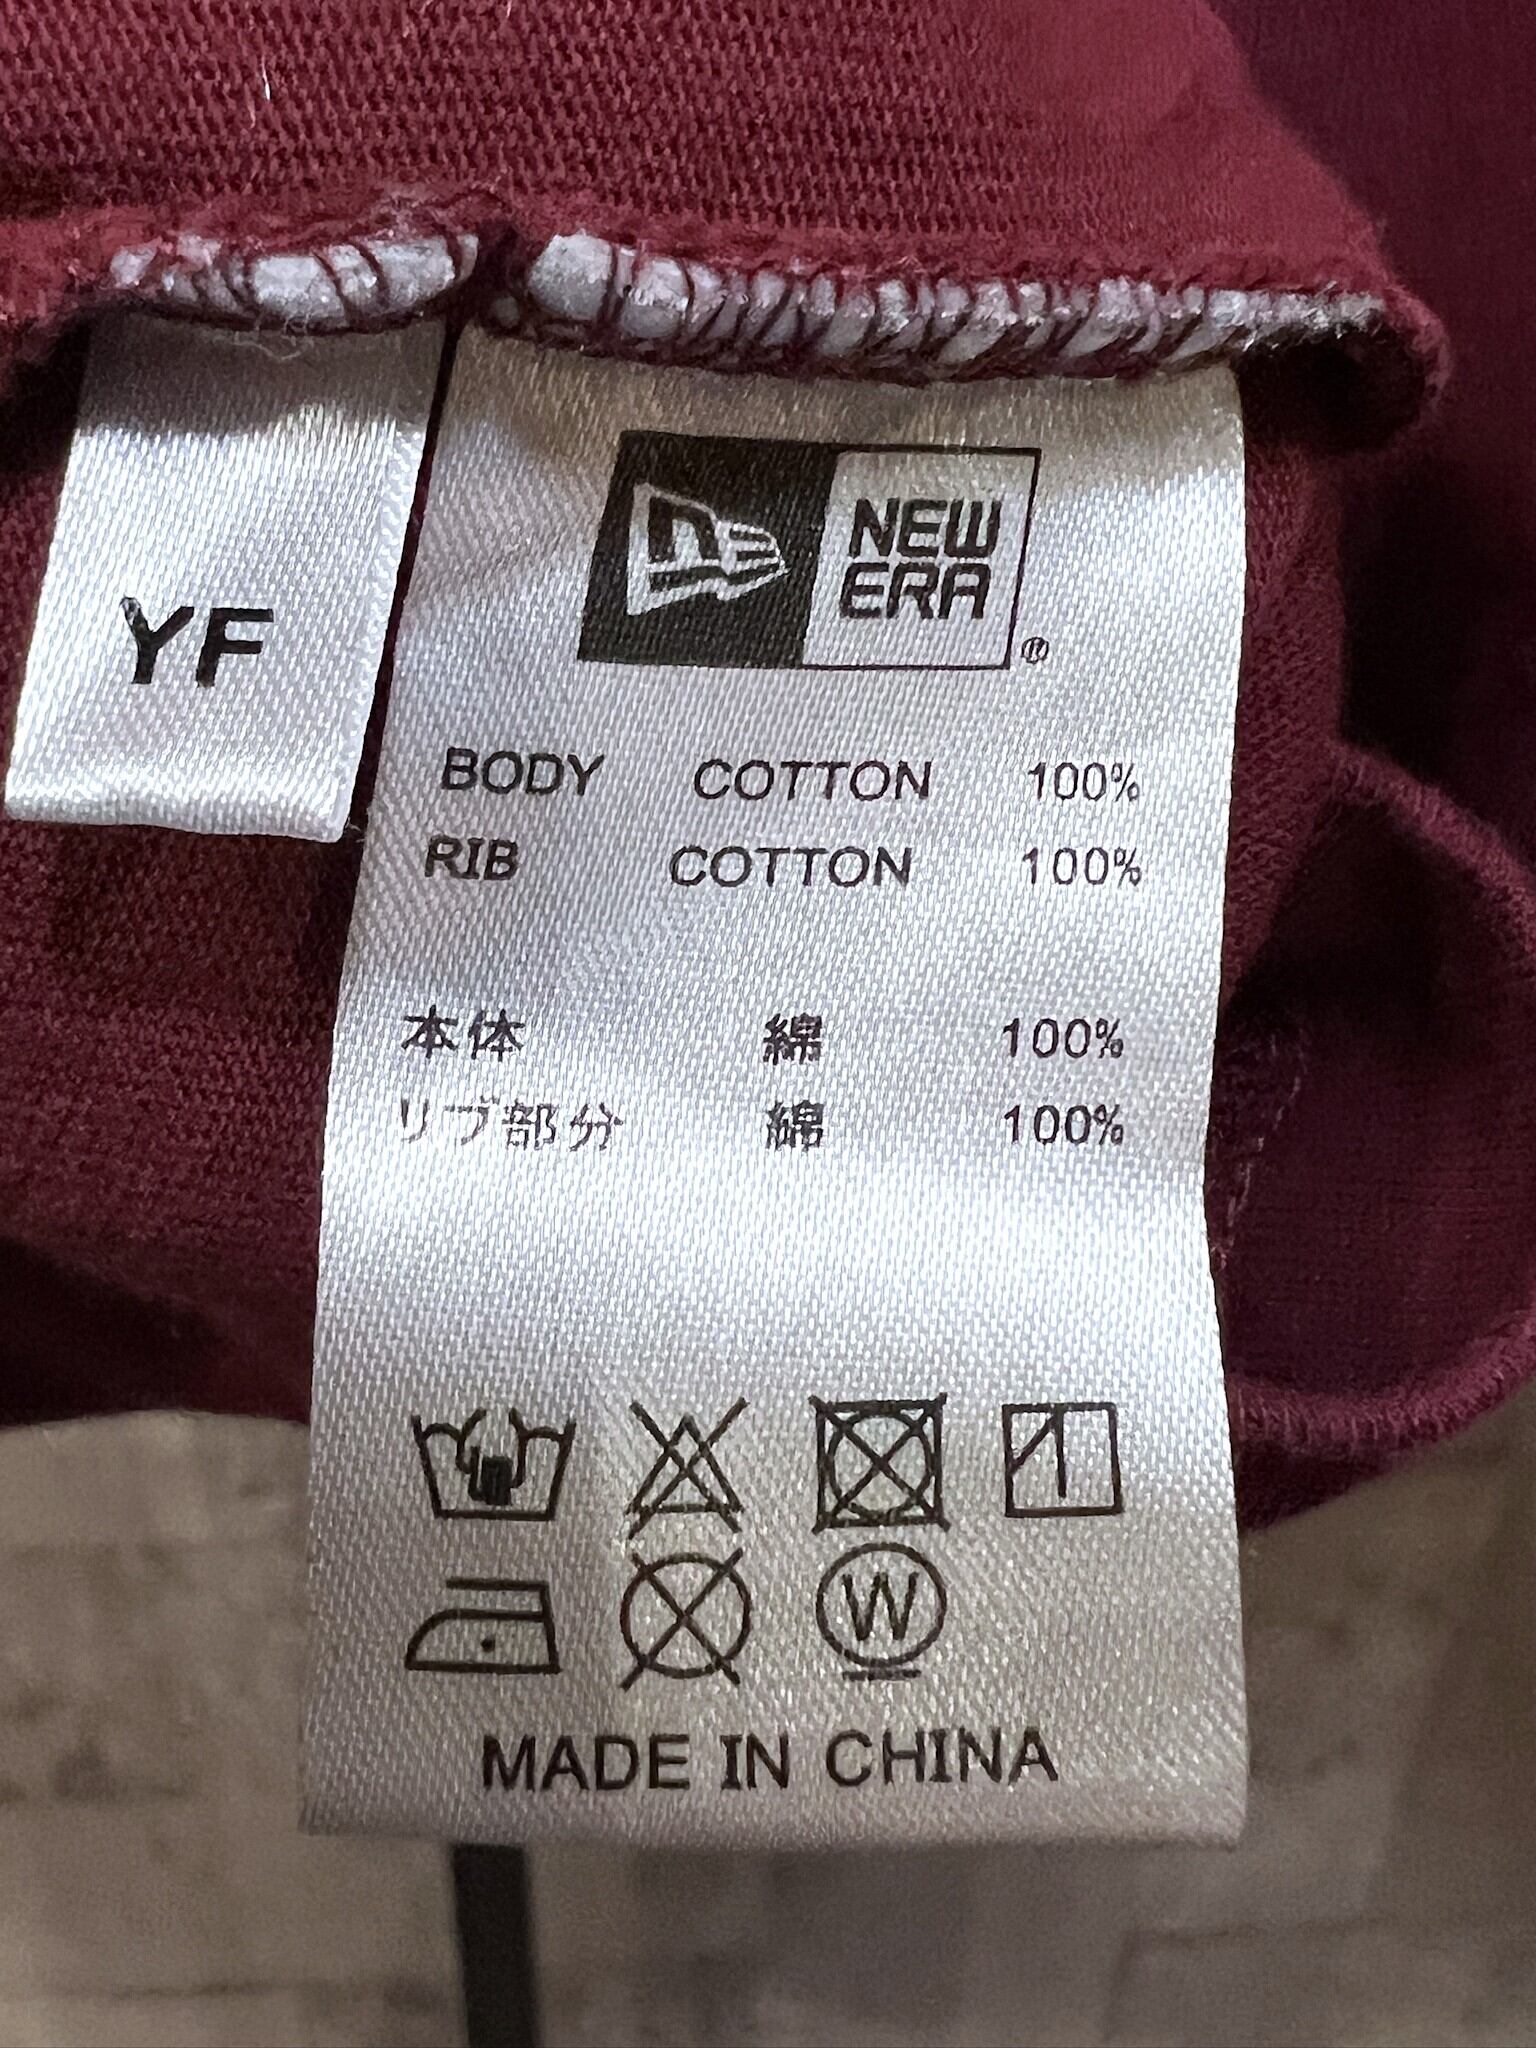 YF
NEW
ERA
®
BODY COTTON 100%
RIB COTTON 100%
本体 綿 100%
リブ部分 綿 100%
W
MADE IN CHINA